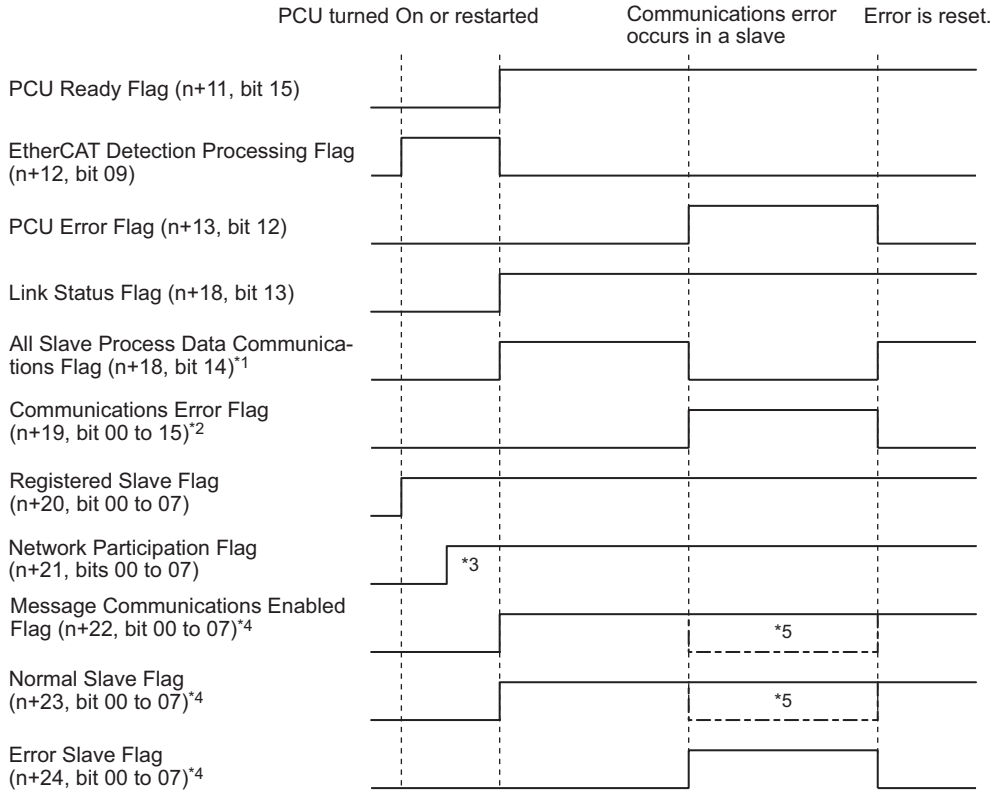 PCU turned On or restarted
Communications error
occurs in a slave
Error is reset.
PCU Ready Flag (n+11, bit 15)
EtherCAT Detection Processing Flag
(n+12, bit 09)
PCU Error Flag (n+13, bit 12)
Link Status Flag (n+18, bit 13)
All Slave Process Data Communica-
tions Flag (n+18, bit 14)*1
Communications Error Flag
(n+19, bit 00 to 15)*2
Registered Slave Flag
(n+20, bit 00 to 07)
Network Participation Flag
(n+21, bits 00 to 07)
*3
Message Communications Enabled
Flag (n+22, bit 00 to 07)*4
*5
Normal Slave Flag
(n+23, bit 00 to 07)*4
*5
Error Slave Flag
(n+24, bit 00 to 07)*4